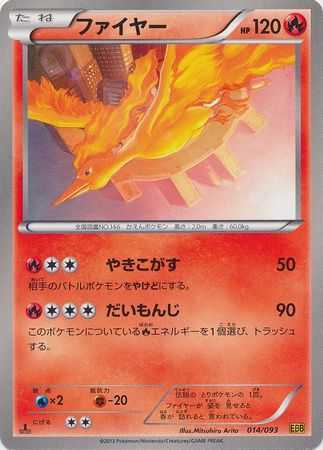 たね
ファイヤー
HP 120
全国図鑑NO.146 かえんポケモン 高さ：2.0m 重さ：60.0kg
やきこがす 50
相手のバトルポケモンをやけどにする。
だいもんじ 90
このポケモンについている エネルギーを1個選び、トラッシュ
する。
弱点 ×2 抵抗力 -20
にげる
伝説の とりポケモンの 1匹。
ファイヤーが 姿を 見せると
春が 訪れると 言われている。
Illus.Mitsuhiro Arito 014/093 EBB
©2013 Pokémon/Nintendo/Creatures/GAME FREAK.